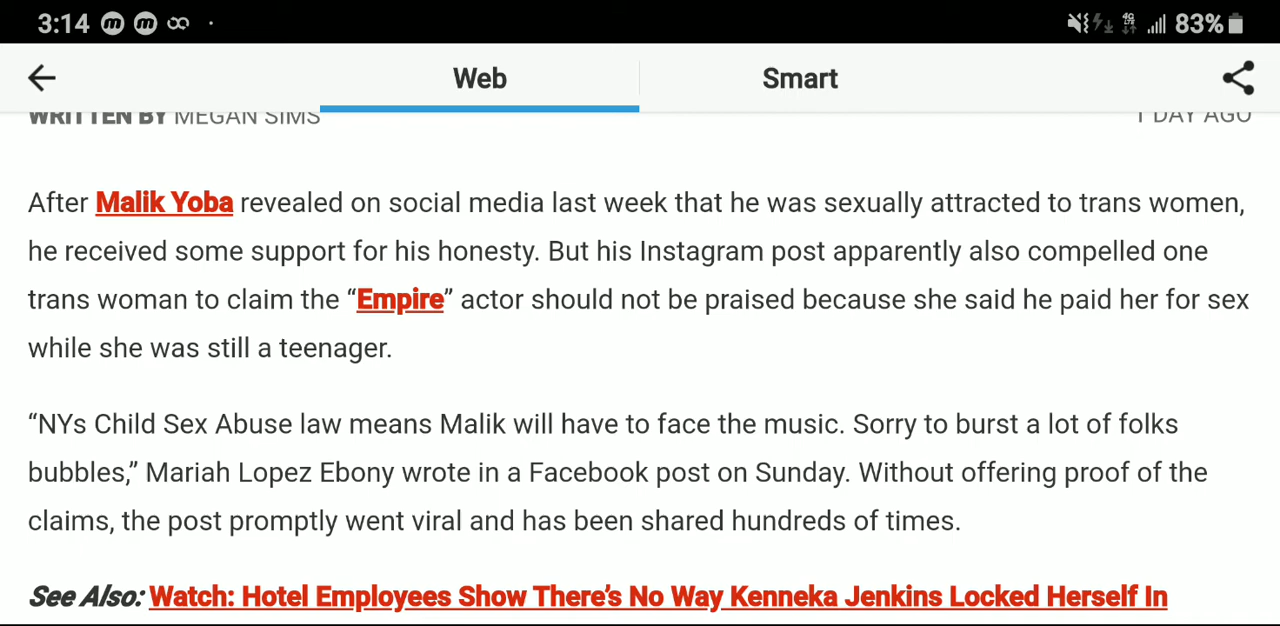 3:14 83%
Web Smart
WRITTEN BY MEGAN SIMS 1 DAY AGO
After Malik Yoba revealed on social media last week that he was sexually attracted to trans women,
he received some support for his honesty. But his Instagram post apparently also compelled one
trans woman to claim the “Empire” actor should not be praised because she said he paid her for sex
while she was still a teenager.
“NYs Child Sex Abuse law means Malik will have to face the music. Sorry to burst a lot of folks
bubbles,” Mariah Lopez Ebony wrote in a Facebook post on Sunday. Without offering proof of the
claims, the post promptly went viral and has been shared hundreds of times.
See Also: Watch: Hotel Employees Show There's No Way Kenneka Jenkins Locked Herself In